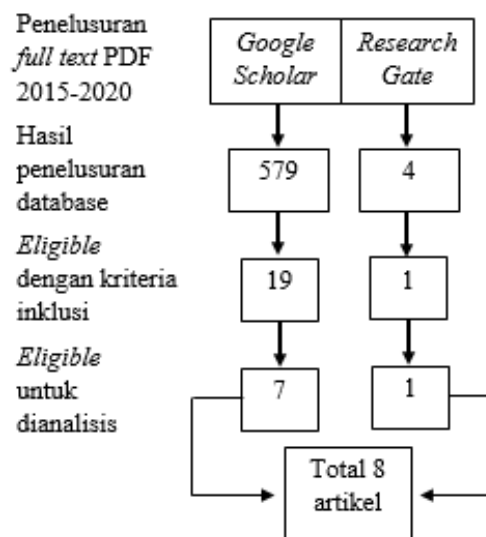 Penelusuran
full text PDF
2015-2020
Google
Scholar
Research
Gate
Hasil
penelusuran
database
579
4
Eligible
dengan kriteria
inklusi
19
1
Eligible
untuk
dianalisis
7
1
Total 8
artikel